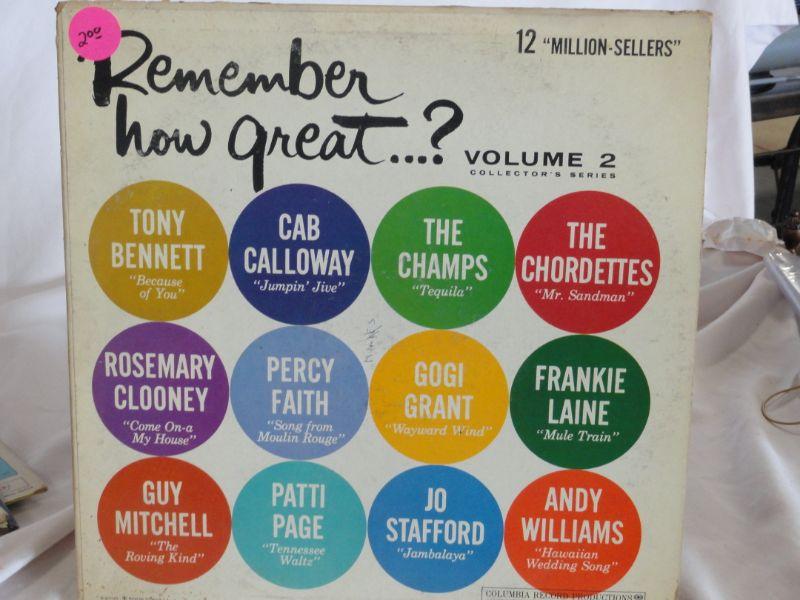 2.00
12 "MILLION-SELLERS"
Remember
how great...?
VOLUME 2
COLLECTOR'S SERIES
TONY
BENNETT
"Because
of You"
CAB
CALLOWAY
"Jumpin' Jive"
THE
CHAMPS
"Tequila"
THE
CHORDETTES
"Mr. Sandman"
ROSEMARY
CLOONEY
"Come On-a
My House"
PERCY
FAITH
"Song from
Moulin Rouge"
GOGI
GRANT
"Wayward Wind"
FRANKIE
LAINE
"Mule Train"
GUY
MITCHELL
"The
Roving Kind"
PATTI
PAGE
"Tennessee
Waltz"
JO
STAFFORD
"Jambalaya"
ANDY
WILLIAMS
"Hawaiian
Wedding Song"
COLUMBIA RECORD PRODUCTIONS